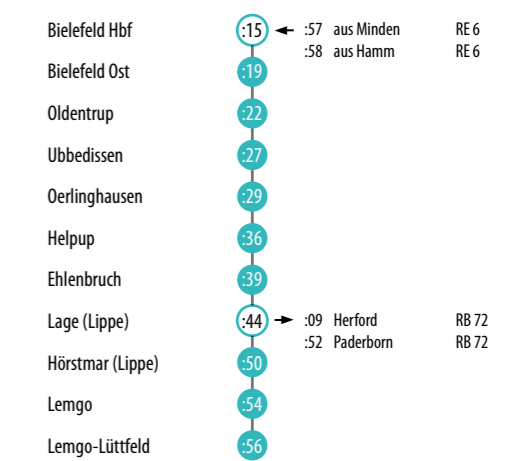 Bielefeld Hbf :15 :57 aus Minden RE 6
:58 aus Hamm RE 6
Bielefeld Ost :19
Oldentrup :22
Ubbedissen :27
Oerlinghausen :29
Helpup :36
Ehlenbruch :39
Lage (Lippe) :44 :09 Herford RB 72
:52 Paderborn RB 72
Hörstmar (Lippe) :50
Lemgo :54
Lemgo-Lüttfeld :56